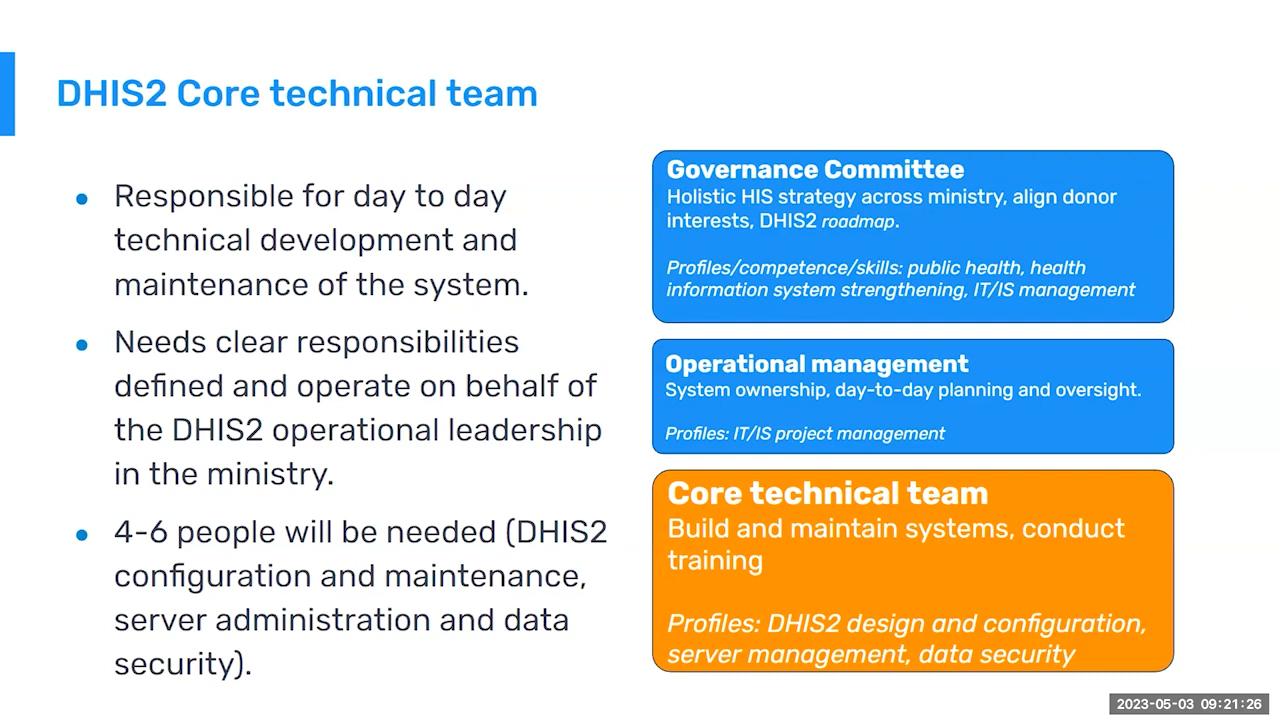 DHIS2 Core technical team
Responsible for day to day
technical development and
maintenance of the system.
Needs clear responsibilities
defined and operate on behalf of
the DHIS2 operational leadership
in the ministry.
4-6 people will be needed (DHIS2
configuration and maintenance,
server administration and data
security).
Governance Committee
Holistic HIS strategy across ministry, align donor
interests, DHIS2 roadmap.
Profiles/competence/skills: public health, health
information system strengthening, IT/IS management
Operational management
System ownership, day-to-day planning and oversight.
Profiles: IT/IS project management
Core technical team
Build and maintain systems, conduct
training
Profiles: DHIS2 design and configuration,
server management, data security
2023-05-03 09:21:26